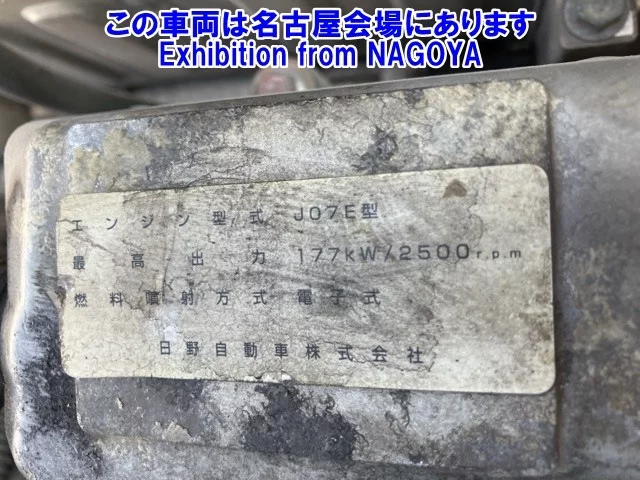 この車両は名古屋会場にあります
Exhibition from NAGOYA
エンジン型式 J07E型
最高出力 177kW/2500r.p.m
燃料噴射方式 電子式
日野自動車株式会社